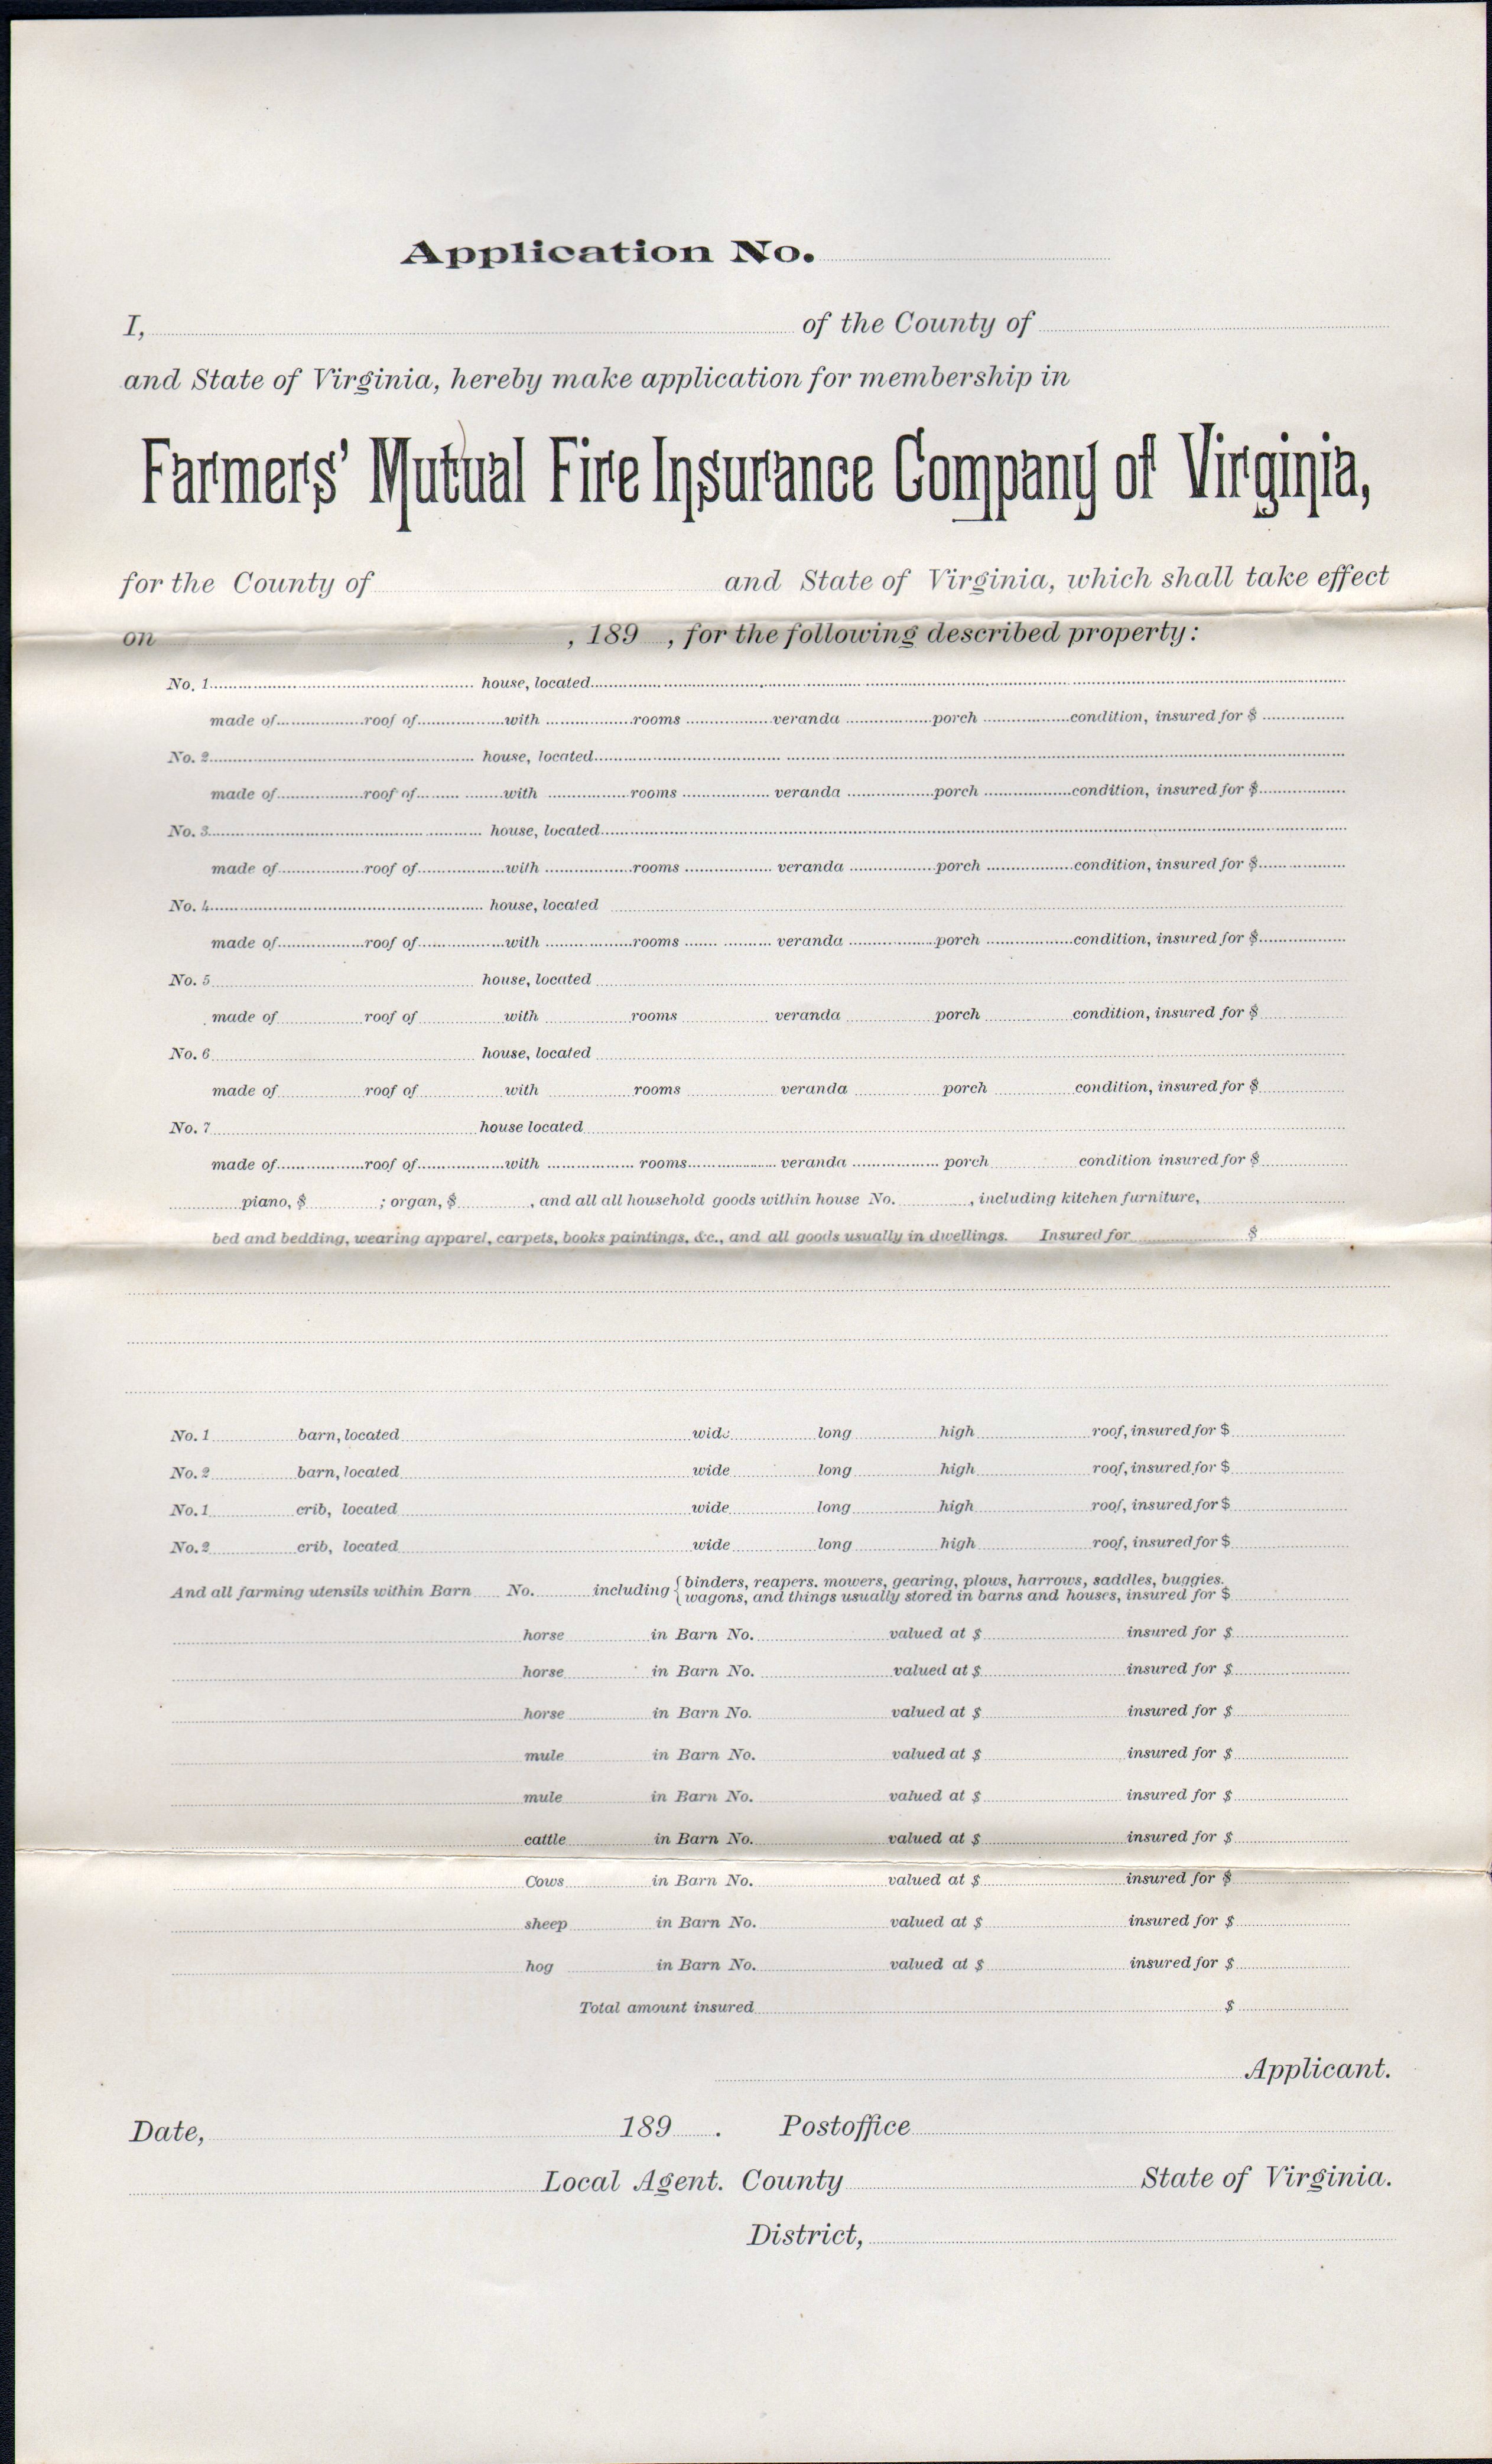 Application No.
I, of the County of
and State of Virginia, hereby make application for membership in
Farmers' Mutual Fire Insurance Company of Virginia,
for the County of and State of Virginia, which shall take effect
on , 189 , for the following described property:
No. 1 house, located
made of roof of with rooms veranda porch condition, insured for $
No. 2 house, located
made of roof of with rooms veranda porch condition, insured for $
No. 3 house, located
made of roof of with rooms veranda porch condition, insured for $
No. 4 house, located
made of roof of with rooms veranda porch condition, insured for $
No. 5 house, located
made of roof of with rooms veranda porch condition, insured for $
No. 6 house, located
made of roof of with rooms veranda porch condition, insured for $
No. 7 house located
made of roof of with rooms veranda porch condition insured for $
piano, $ ; organ, $ , and all all household goods within house No. , including kitchen furniture,
bed and bedding, wearing apparel, carpets, books paintings, &c., and all goods usually in dwellings. Insured for $
No. 1 barn, located wide long high roof, insured for $
No. 2 barn, located wide long high roof, insured for $
No. 1 crib, located wide long high roof, insured for $
No. 2 crib, located wide long high roof, insured for $
And all farming utensils within Barn No. including { binders, reapers. mowers, gearing, plows, harrows, saddles, buggies.
wagons, and things usually stored in barns and houses, insured for $
horse in Barn No. valued at $ insured for $
horse in Barn No. valued at $ insured for $
horse in Barn No. valued at $ insured for $
mule in Barn No. valued at $ insured for $
mule in Barn No. valued at $ insured for $
cattle in Barn No. valued at $ insured for $
Cows in Barn No. valued at $ insured for $
sheep in Barn No. valued at $ insured for $
hog in Barn No. valued at $ insured for $
Total amount insured $
Applicant.
Date, 189 . Postoffice
Local Agent. County State of Virginia.
District,